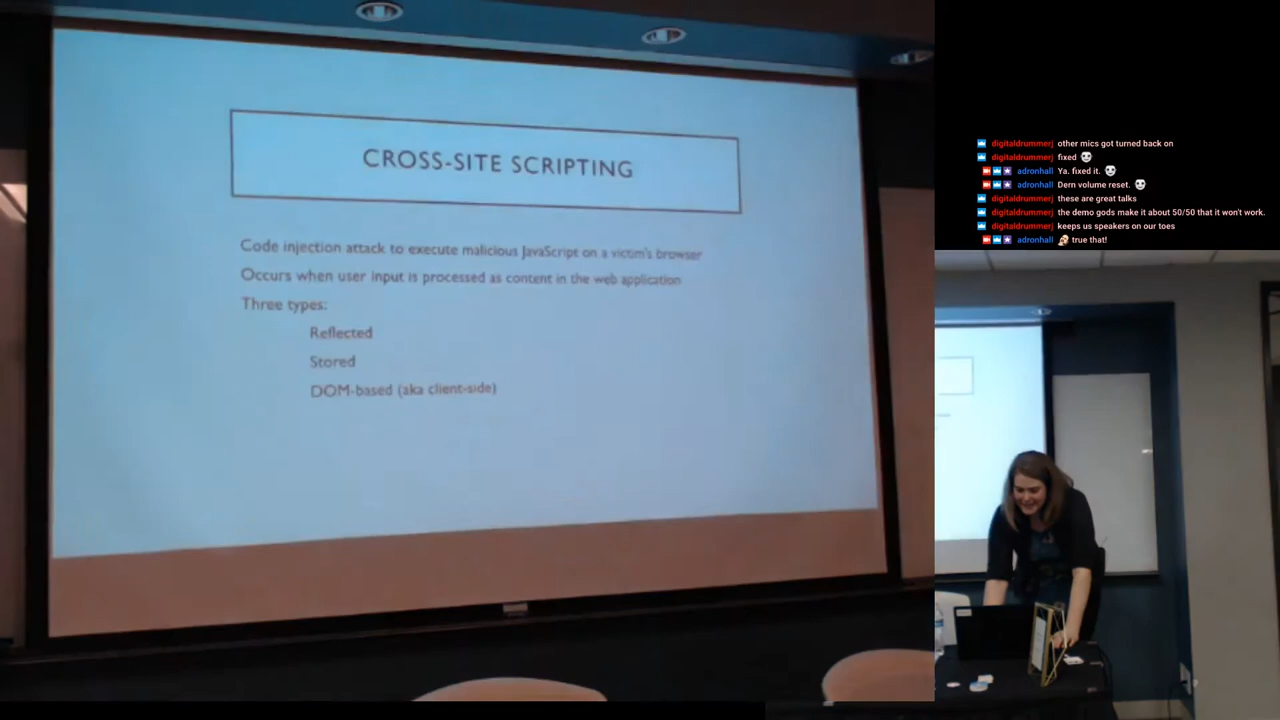 CROSS-SITE SCRIPTING
Code injection attack to execute malicious JavaScript on a victim's browser
Occurs when user input is processed as content in the web application
Three types:
Reflected
Stored
DOM-based (aka client-side)
digitaldrummerj other mics got turned back on
digitaldrummerj fixed
adronhall Ya. fixed it.
adronhall Dern volume reset.
digitaldrummerj these are great talks
digitaldrummerj the demo gods make it about 50/50 that it won't work.
digitaldrummerj keeps us speakers on our toes
adronhall true that!